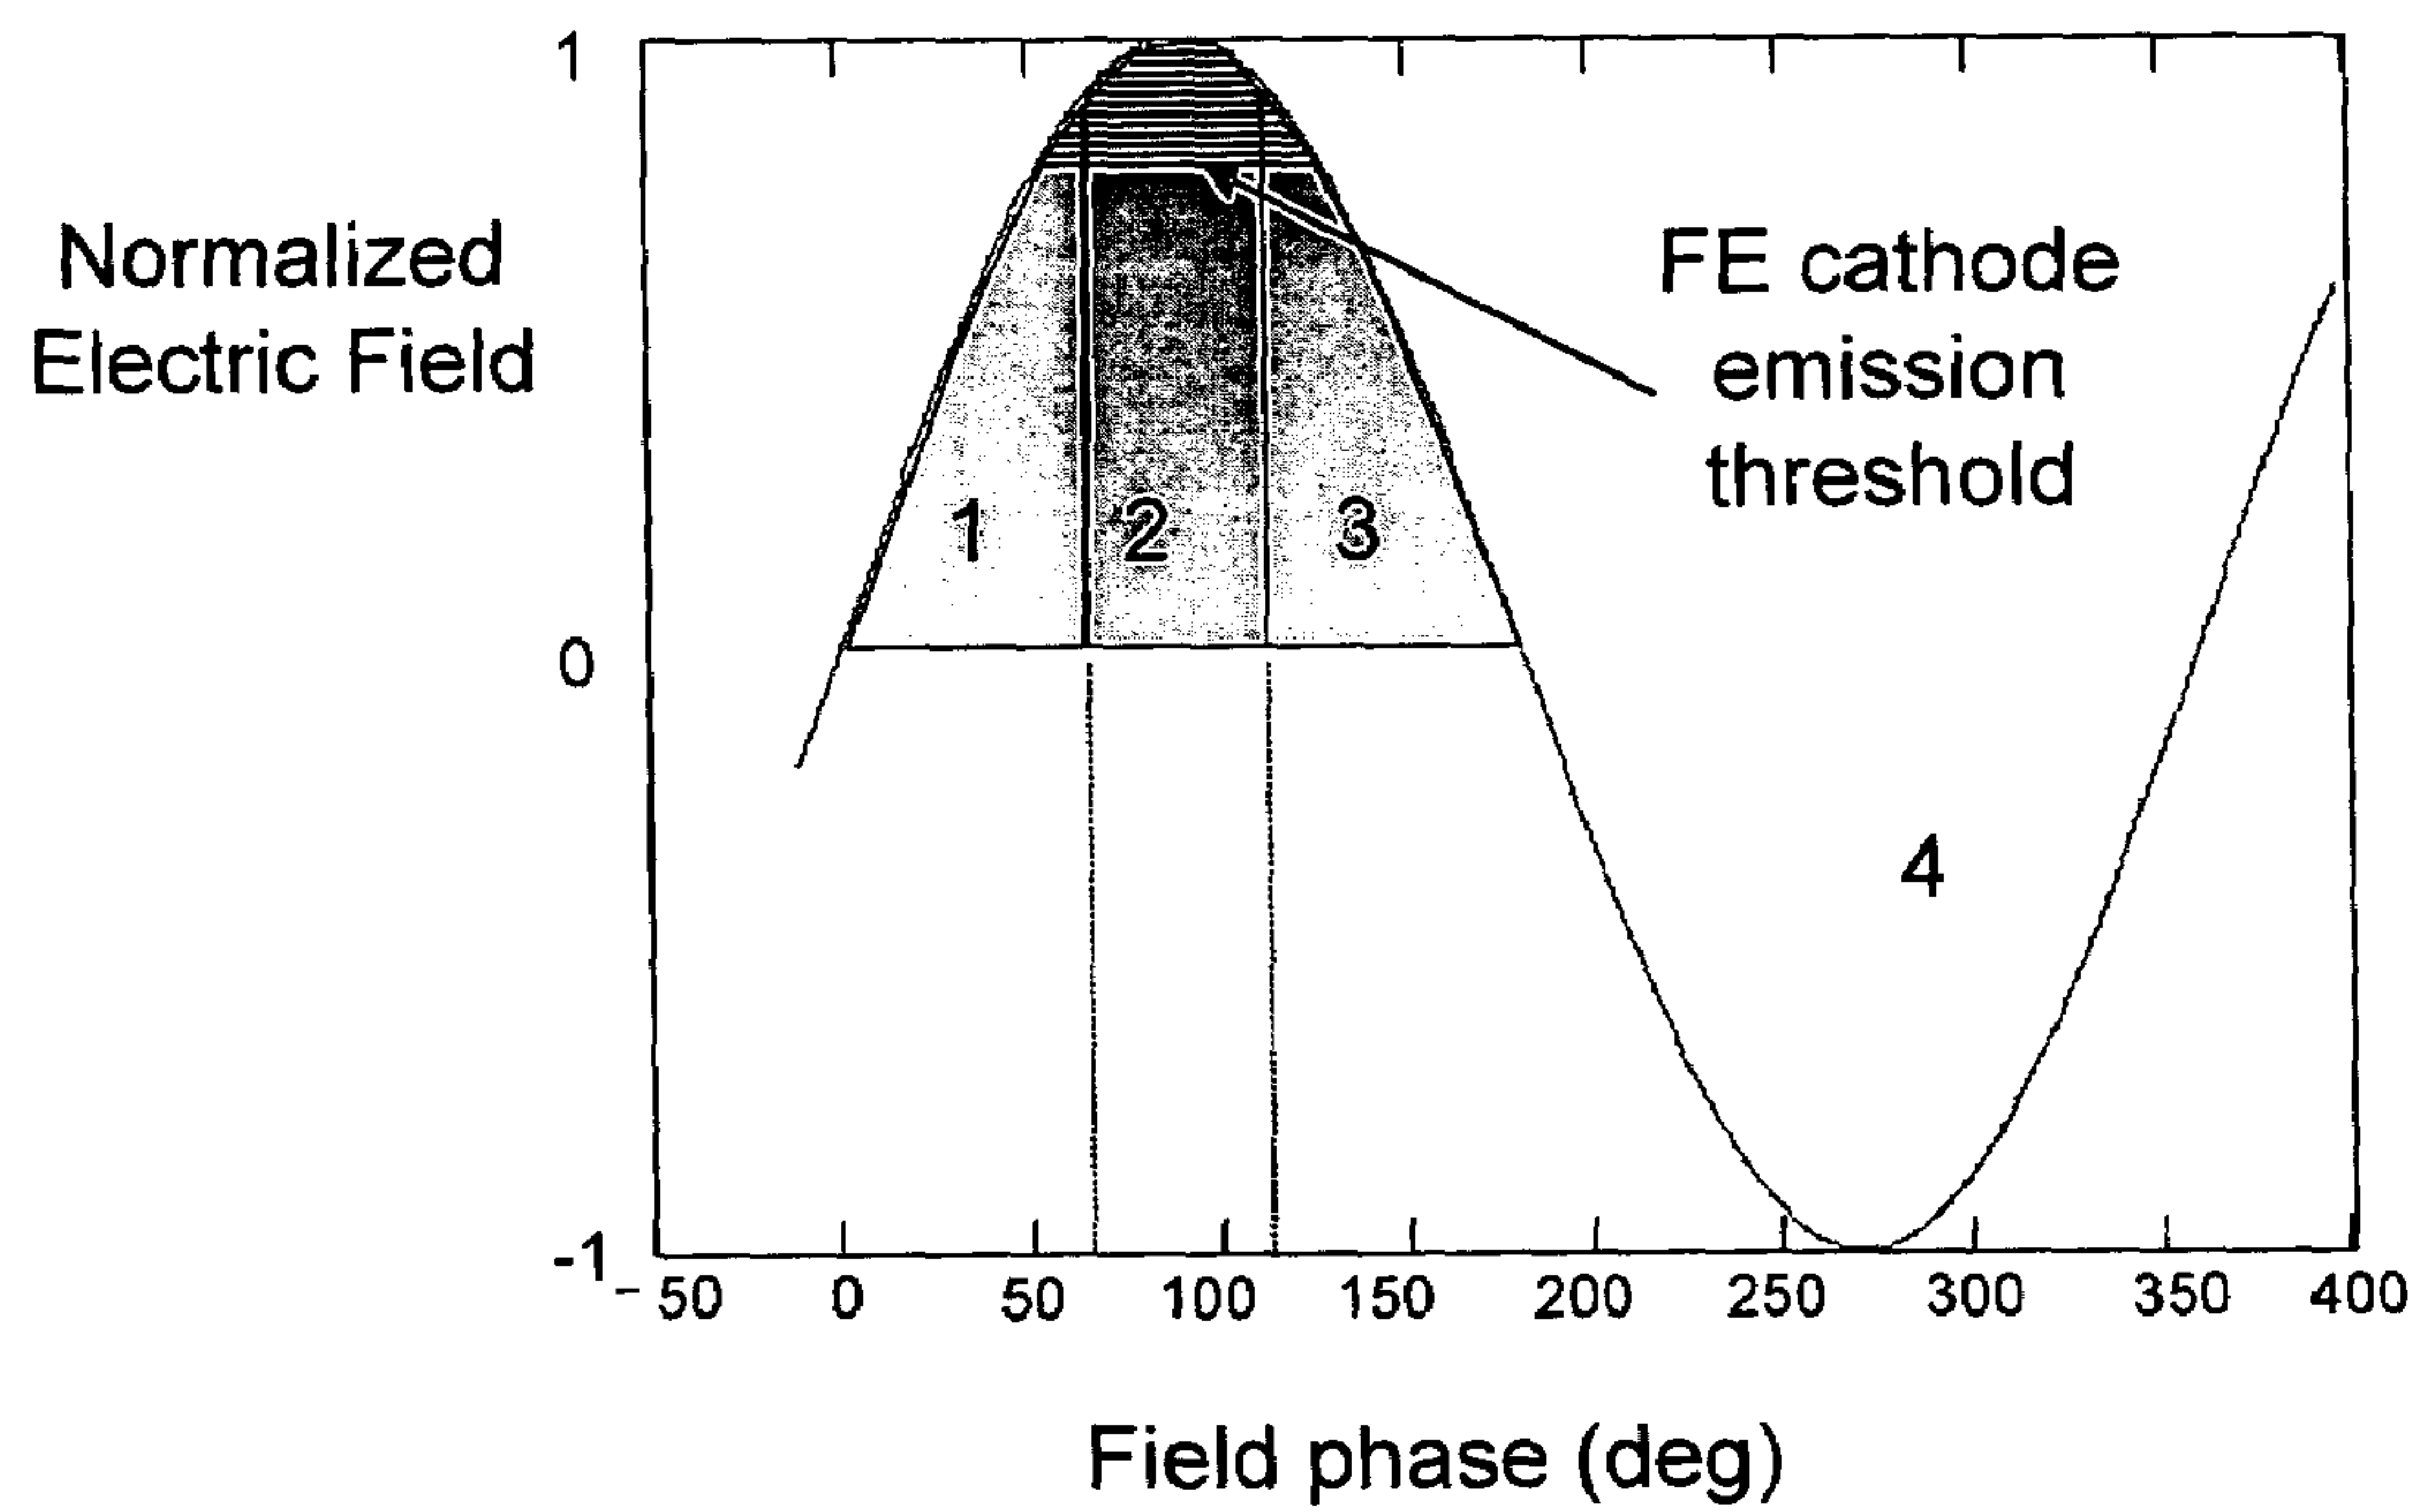 1
Normalized
Electric Field
FE cathode
emission
threshold
1
2
3
0
4
-1
-50 0 50 100 150 200 250 300 350 400
Field phase (deg)